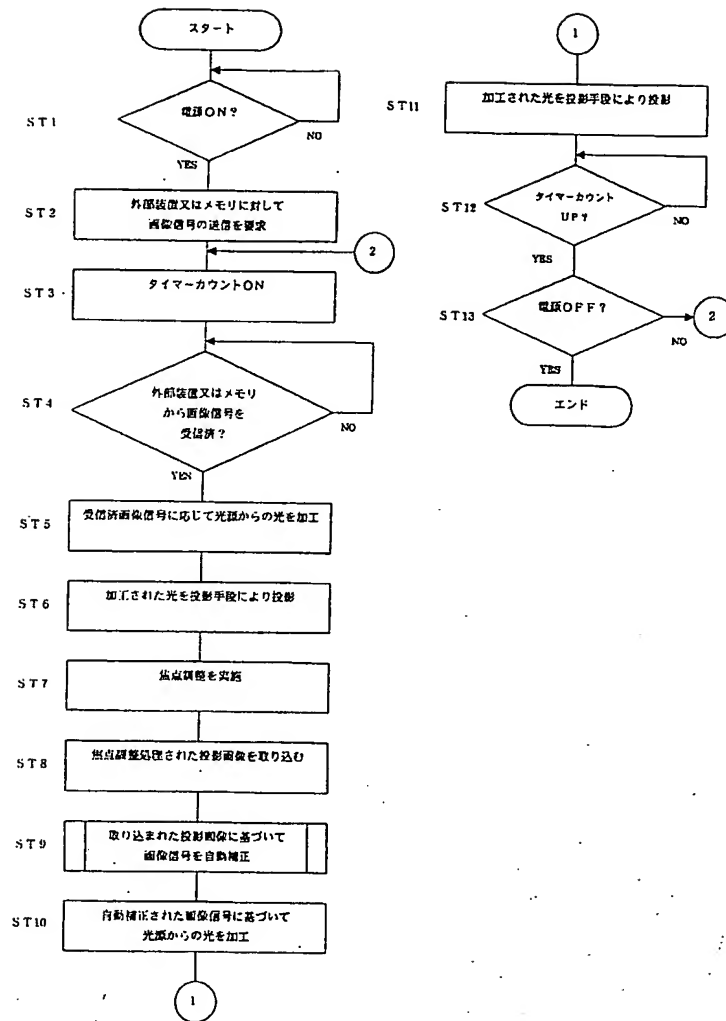 スタート
ST1
電源ON?
NO
YES
ST2
外部装置又はメモリに対して
画像信号の送信を要求
2
ST3
タイマーカウントON
ST4
外部装置又はメモリ
から画像信号を
受信済?
NO
YES
ST5
受信済画像信号に応じて光源からの光を加工
ST6
加工された光を投影手段により投影
ST7
焦点調整を実施
ST8
焦点調整処理された投影画像を取り込む
ST9
取り込まれた投影画像に基づいて
画像信号を自動補正
ST10
自動補正された画像信号に基づいて
光源からの光を加工
1
1
ST11
加工された光を投影手段により投影
ST12
タイマーカウント
UP?
NO
YES
ST13
電源OFF?
2
NO
YES
エンド